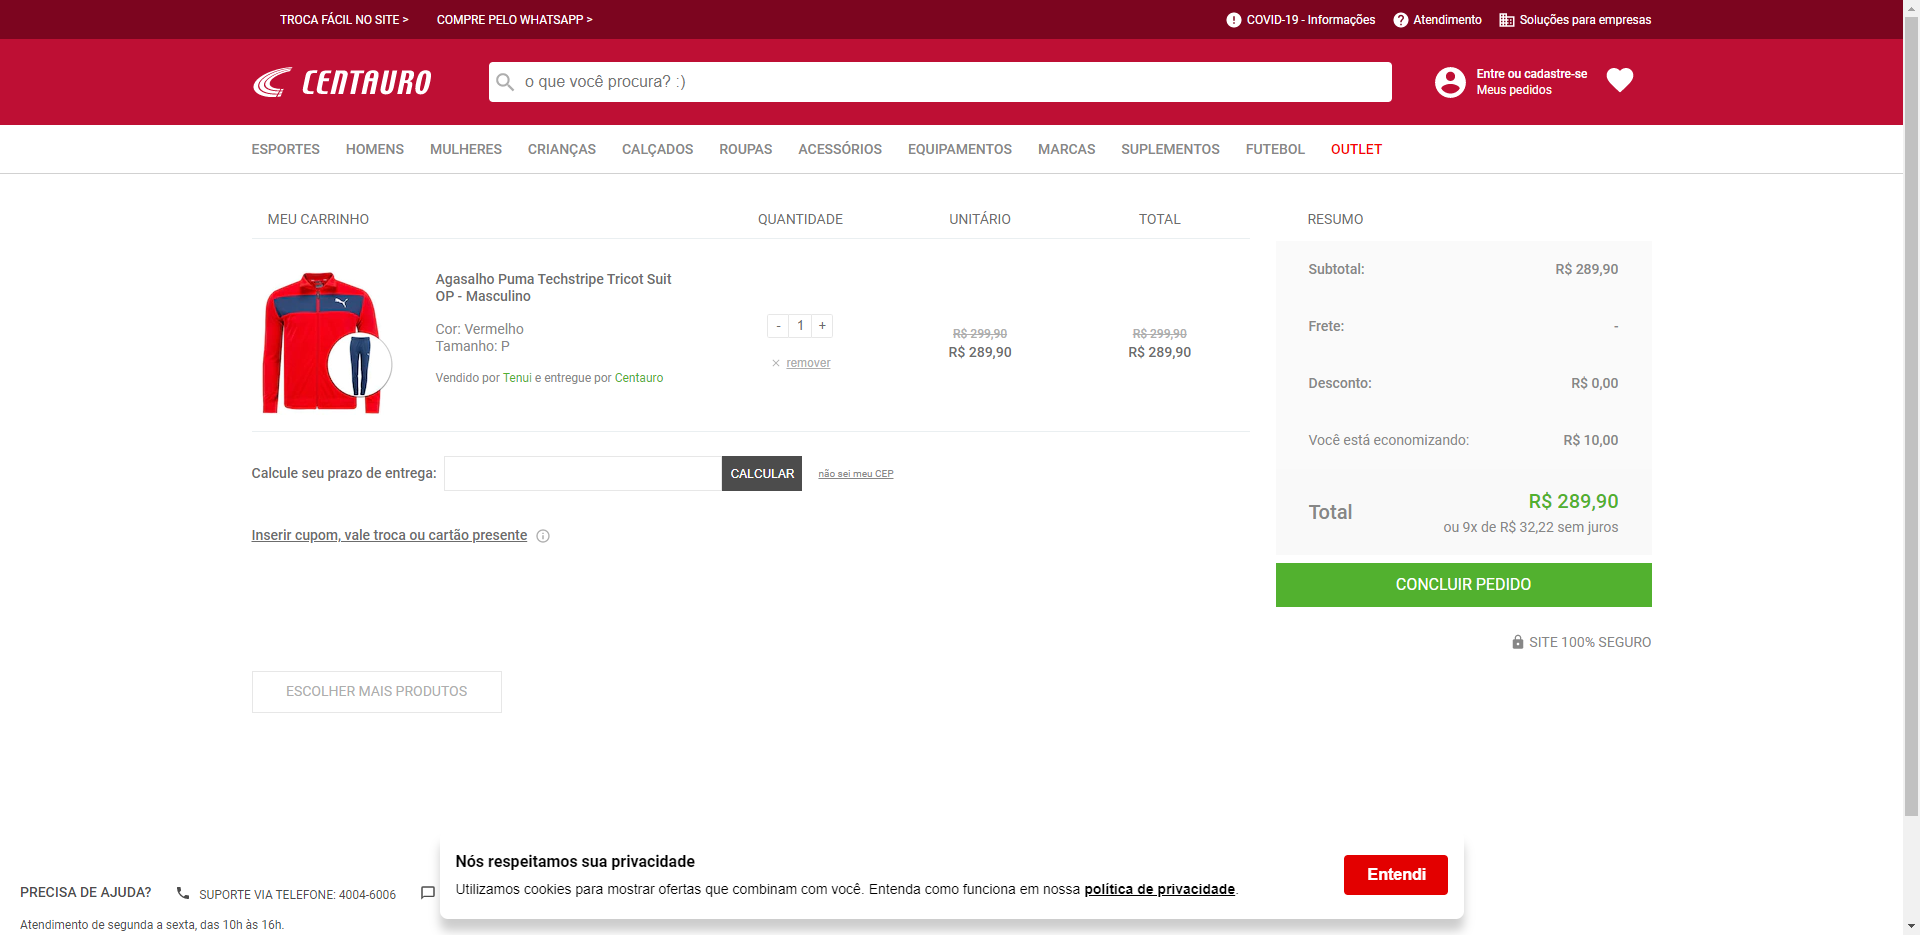 TROCA FÁCIL NO SITE > COMPRE PELO WHATSAPP >
COVID-19 - Informações Atendimento Soluções para empresas
CENTAURO
o que você procura? :)
Entre ou cadastre-se
Meus pedidos
ESPORTES HOMENS MULHERES CRIANÇAS CALÇADOS ROUPAS ACESSÓRIOS EQUIPAMENTOS MARCAS SUPLEMENTOS FUTEBOL OUTLET
MEU CARRINHO QUANTIDADE UNITÁRIO TOTAL
Agasalho Puma Techstripe Tricot Suit
OP - Masculino
Cor: Vermelho
Tamanho: P
Vendido por Tenui e entregue por Centauro
- 1 +
× remover
R$ 299,90
R$ 289,90
R$ 299,90
R$ 289,90
Calcule seu prazo de entrega: CALCULAR não sei meu CEP
Inserir cupom, vale troca ou cartão presente
ESCOLHER MAIS PRODUTOS
RESUMO
Subtotal: R$ 289,90
Frete: -
Desconto: R$ 0,00
Você está economizando: R$ 10,00
Total R$ 289,90
ou 9x de R$ 32,22 sem juros
CONCLUIR PEDIDO
SITE 100% SEGURO
Nós respeitamos sua privacidade
Utilizamos cookies para mostrar ofertas que combinam com você. Entenda como funciona em nossa política de privacidade.
Entendi
PRECISA DE AJUDA? SUPORTE VIA TELEFONE: 4004-6006
Atendimento de segunda a sexta, das 10h às 16h.